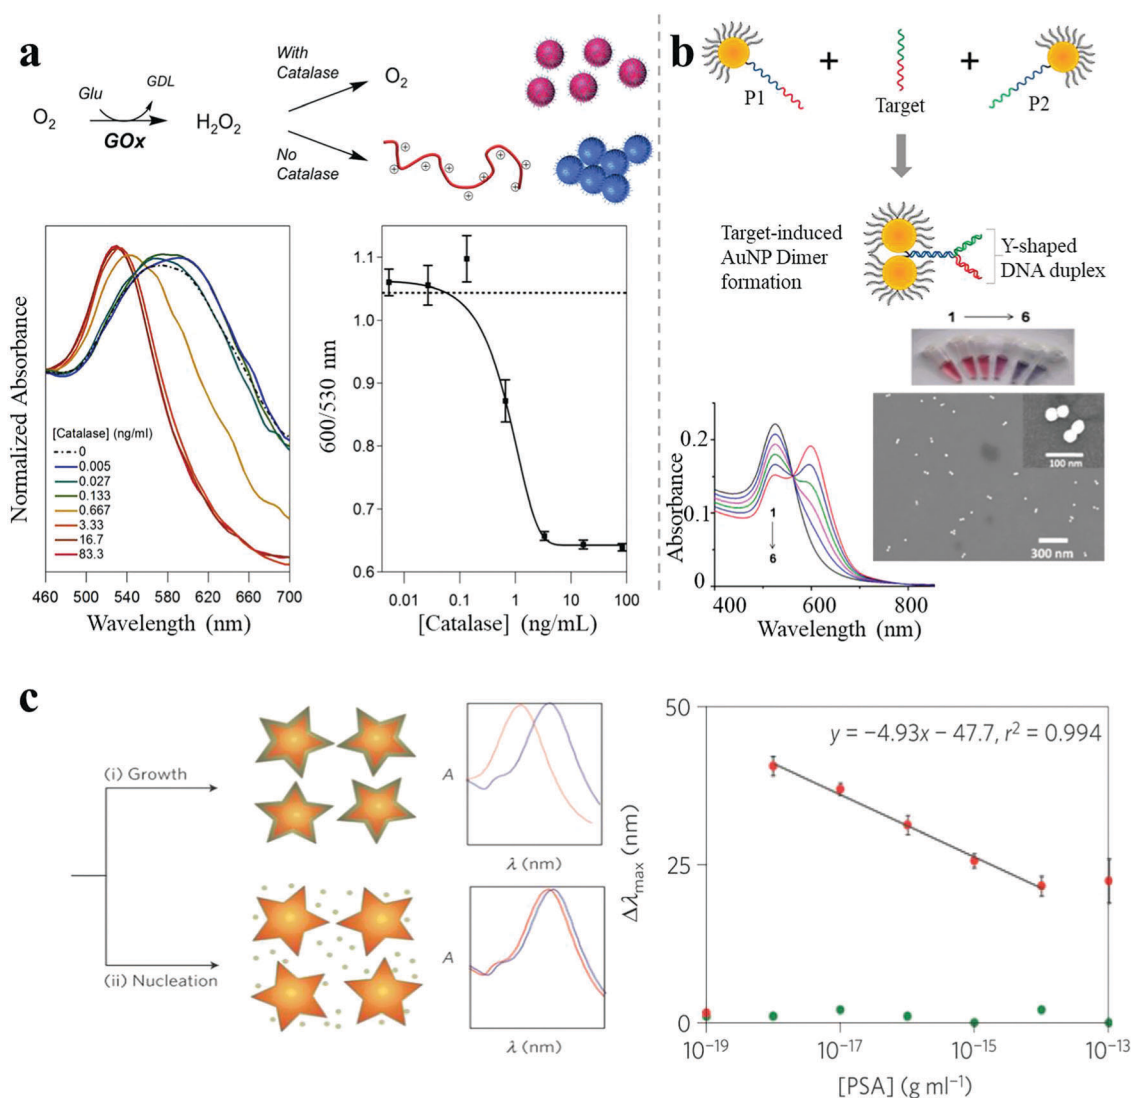 a
O₂
Glu
GDL
GOx
H₂O₂
With
Catalase
O₂
No
Catalase
⊕ ⊕ ⊕ ⊕ ⊕ ⊕ ⊕ ⊕
Normalized Absorbance
[Catalase] (ng/ml)
0
0.005
0.027
0.133
0.667
3.33
16.7
83.3
460 500 540 580 620 660 700
Wavelength (nm)
600/530 nm
1.1
1.0
0.9
0.8
0.7
0.6
0.01 0.1 1 10 100
[Catalase] (ng/mL)
b
P1
+
Target
+
P2
Target-induced
AuNP Dimer
formation
Y-shaped
DNA duplex
1 → 6
100 nm
300 nm
Absorbance
0.2
0.1
0
1
6
400 600 800
Wavelength (nm)
c
(i) Growth
A
λ (nm)
(ii) Nucleation
A
λ (nm)
Δλmax (nm)
50
25
0
y = −4.93x − 47.7, r² = 0.994
10⁻¹⁹ 10⁻¹⁷ 10⁻¹⁵ 10⁻¹³
[PSA] (g ml⁻¹)